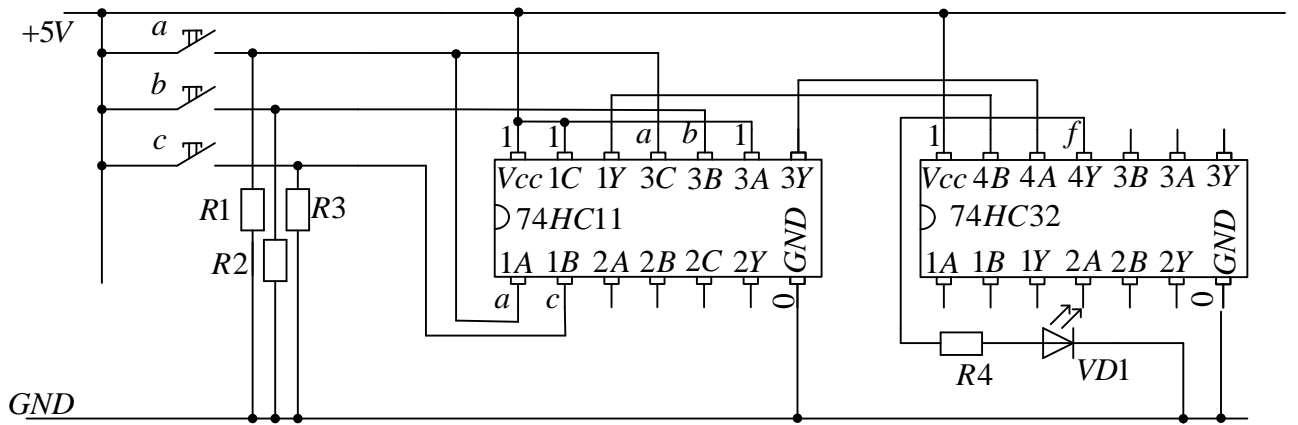 +5V
a
b
c
R1
R3
R2
1 1 a b 1
Vcc 1C 1Y 3C 3B 3A 3Y
74HC11
GND
1A 1B 2A 2B 2C 2Y
a c 0
1 f
Vcc 4B 4A 4Y 3B 3A 3Y
74HC32
GND
1A 1B 1Y 2A 2B 2Y
0
R4
VD1
GND